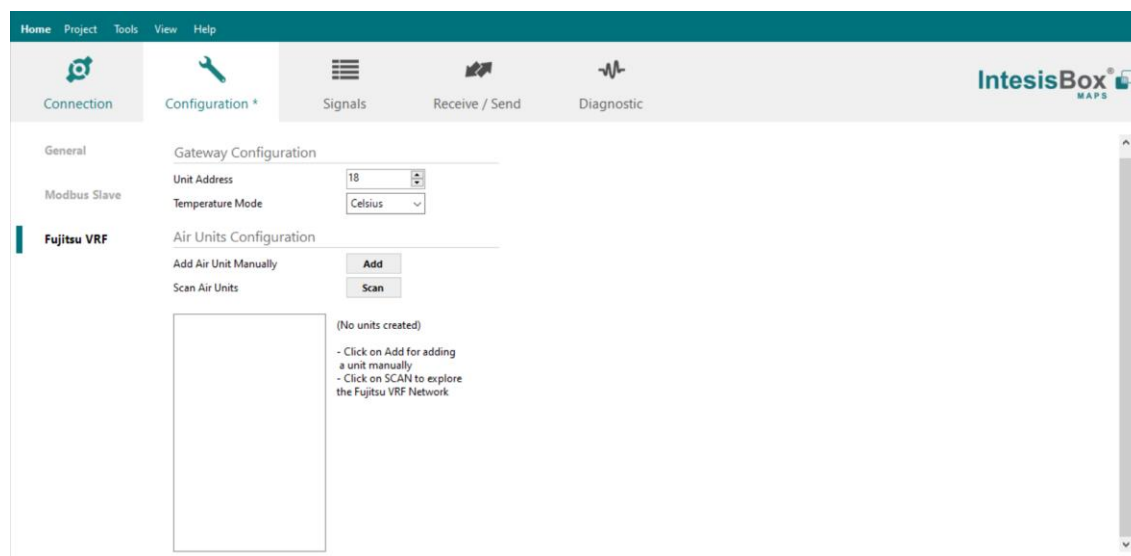 Home Project Tools View Help
Connection Configuration * Signals Receive / Send Diagnostic
IntesisBox®
MAPS
General
Modbus Slave
Fujitsu VRF
Gateway Configuration
Unit Address 18
Temperature Mode Celsius
Air Units Configuration
Add Air Unit Manually Add
Scan Air Units Scan
(No units created)
- Click on Add for adding
a unit manually
- Click on SCAN to explore
the Fujitsu VRF Network